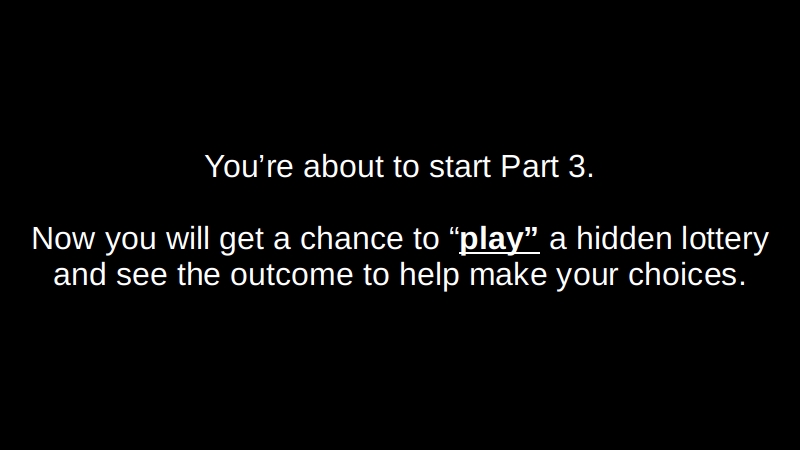 You’re about to start Part 3.
Now you will get a chance to “play” a hidden lottery
and see the outcome to help make your choices.